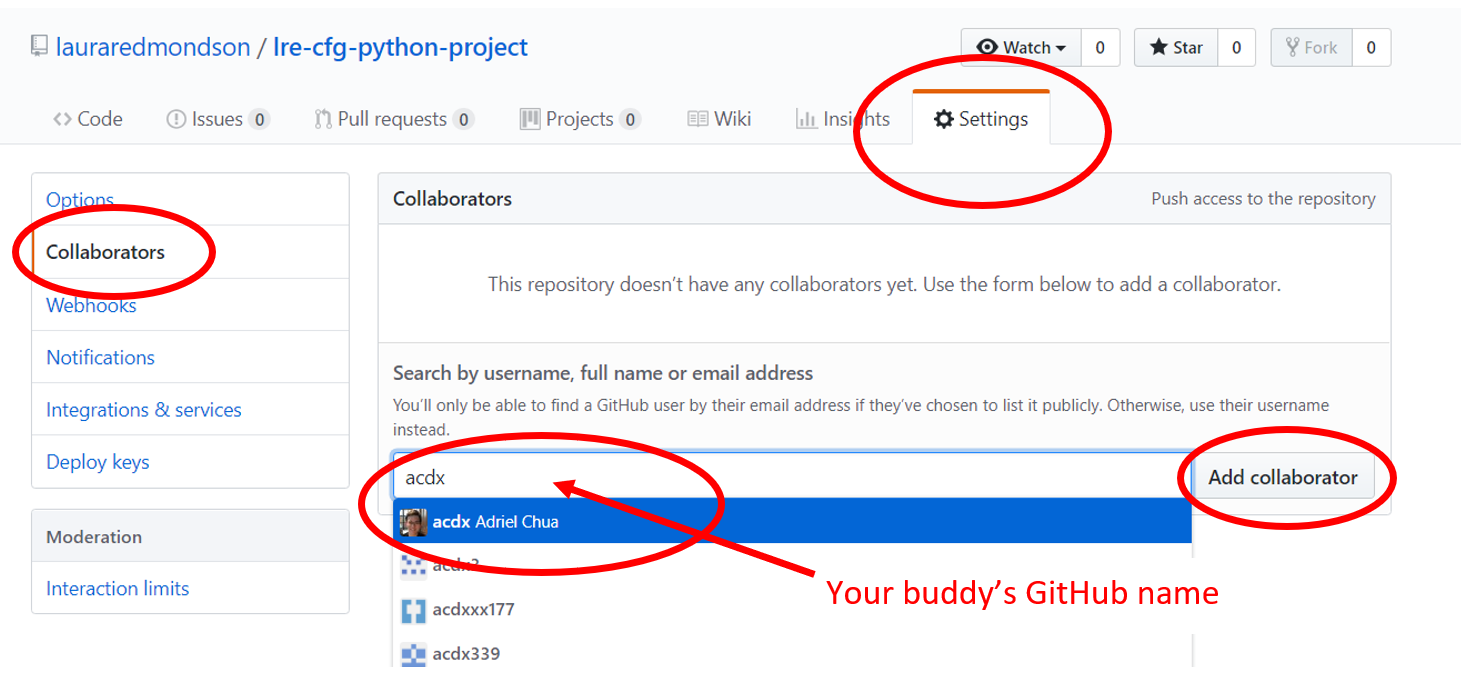 lauraredmondson / lre-cfg-python-project
Watch 0 Star 0 Fork 0
Code Issues 0 Pull requests 0 Projects 0 Wiki Insights Settings
Options
Collaborators
Webhooks
Notifications
Integrations & services
Deploy keys
Moderation
Interaction limits
Collaborators Push access to the repository
This repository doesn’t have any collaborators yet. Use the form below to add a collaborator.
Search by username, full name or email address
You’ll only be able to find a GitHub user by their email address if they’ve chosen to list it publicly. Otherwise, use their username
instead.
acdx
Add collaborator
acdx Adriel Chua
acdx2
acdxxx177
acdx339
Your buddy’s GitHub name